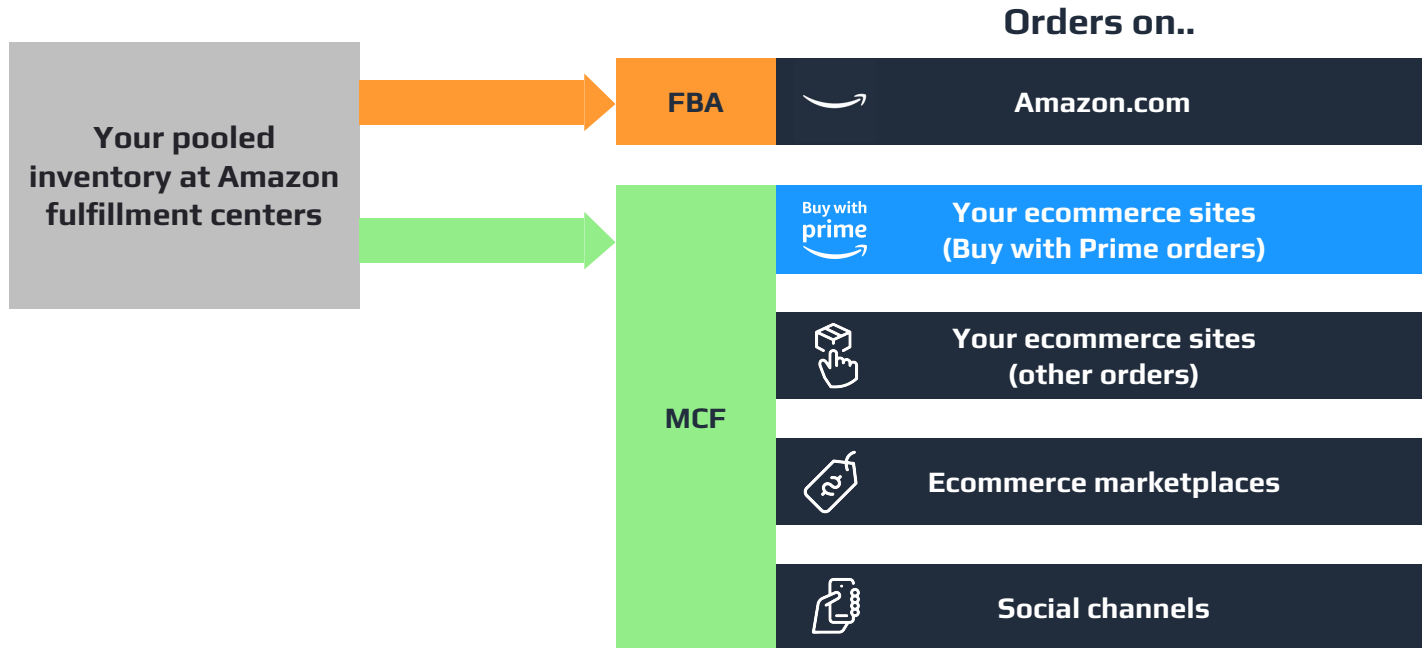 Orders on..
Your pooled
inventory at Amazon
fulfillment centers
FBA
Amazon.com
MCF
Buy with
prime
Your ecommerce sites
(Buy with Prime orders)
Your ecommerce sites
(other orders)
Ecommerce marketplaces
Social channels